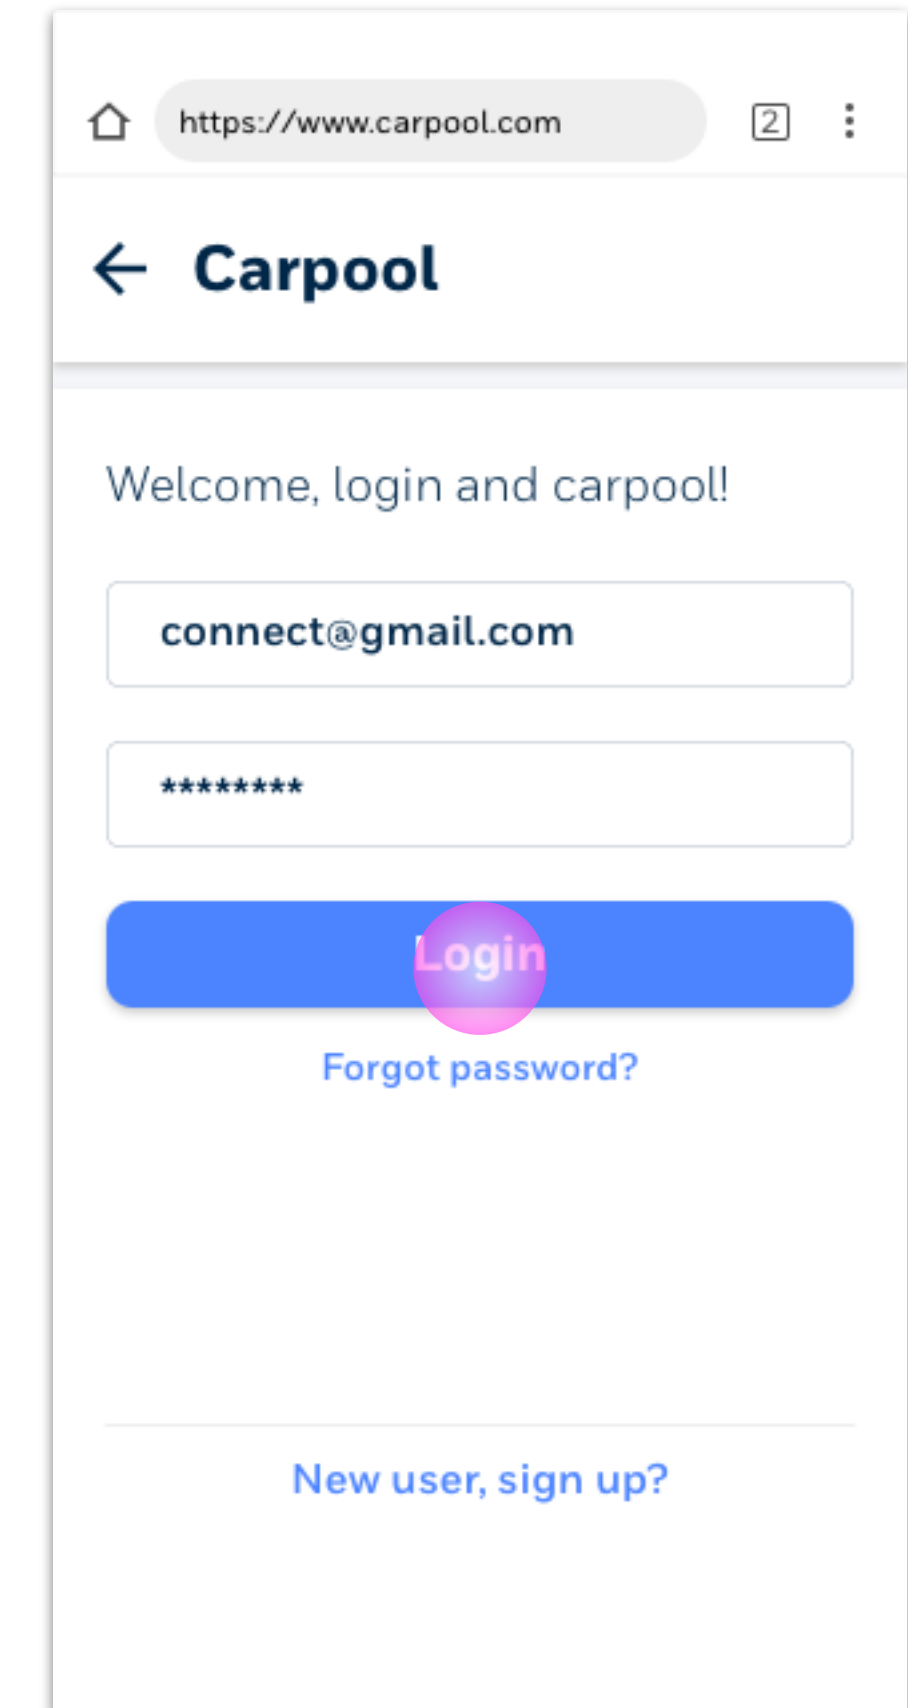 https://www.carpool.com 2
Carpool
Welcome, login and carpool!
connect@gmail.com
********
Login
Forgot password?
New user, sign up?